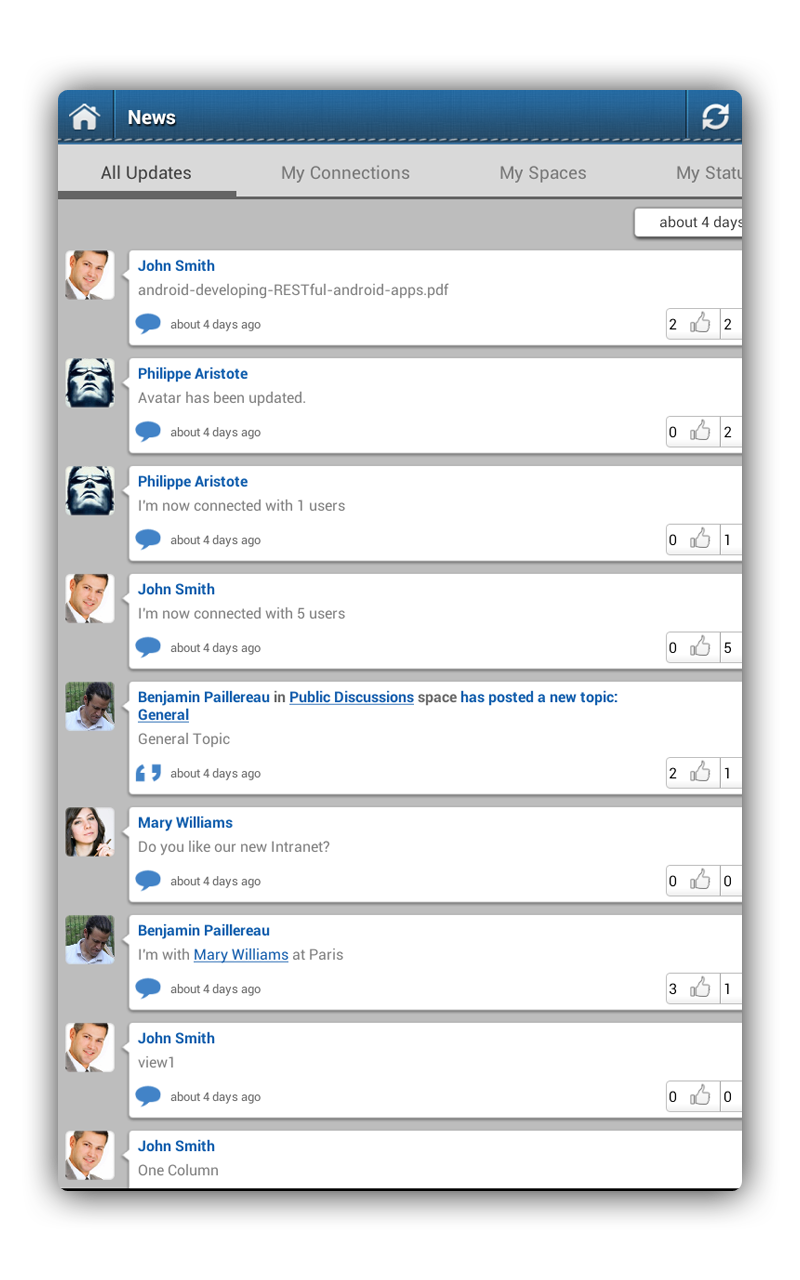 News
All Updates
My Connections
My Spaces
My Statu
about 4 days
John Smith
android-developing-RESTful-android-apps.pdf
about 4 days ago
2
2
Philippe Aristote
Avatar has been updated.
about 4 days ago
0
2
Philippe Aristote
I'm now connected with 1 users
about 4 days ago
0
1
John Smith
I'm now connected with 5 users
about 4 days ago
0
5
Benjamin Paillereau in Public Discussions space has posted a new topic:
General
General Topic
about 4 days ago
2
1
Mary Williams
Do you like our new Intranet?
about 4 days ago
0
0
Benjamin Paillereau
I'm with Mary Williams at Paris
about 4 days ago
3
1
John Smith
view1
about 4 days ago
0
0
John Smith
One Column